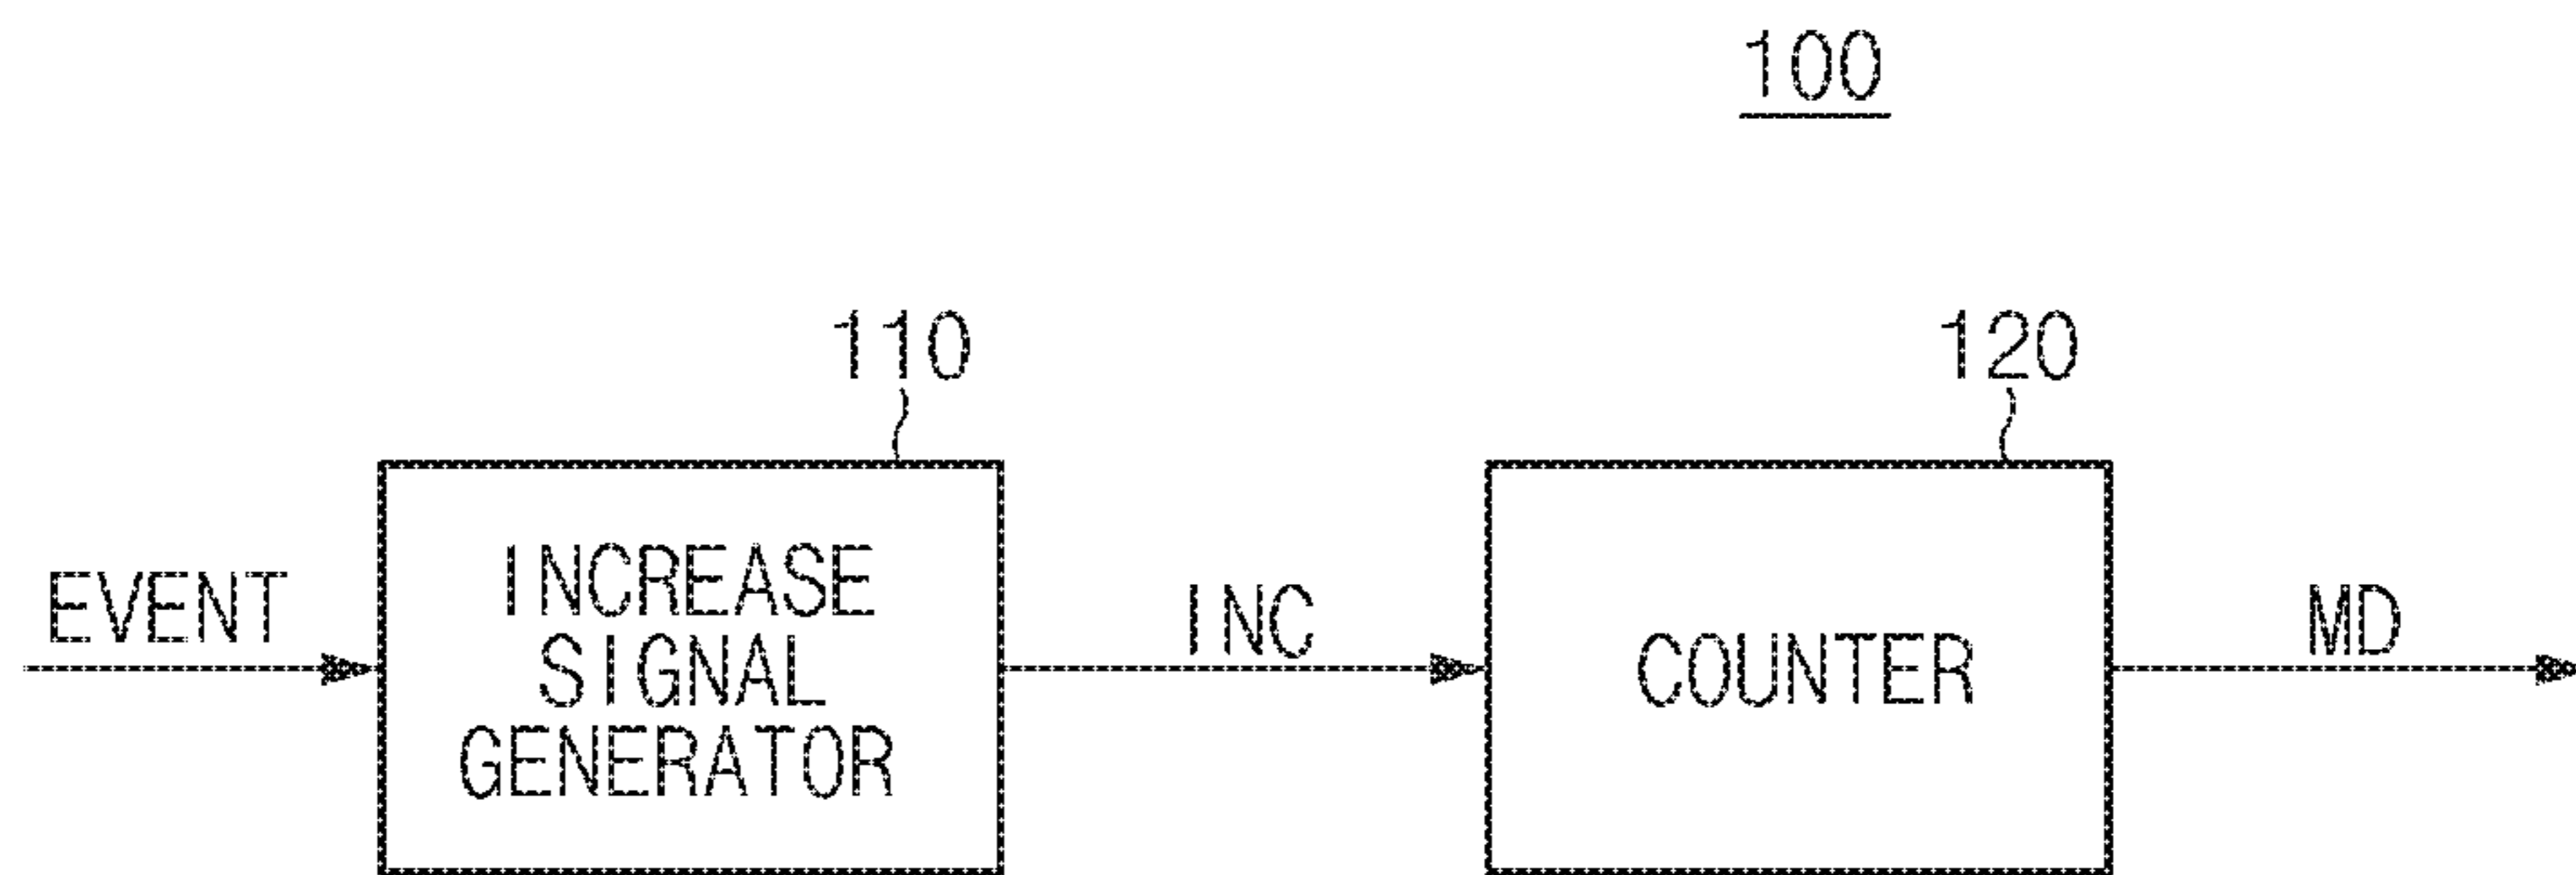 100
110
120
EVENT
INCREASE
SIGNAL
GENERATOR
INC
COUNTER
MD